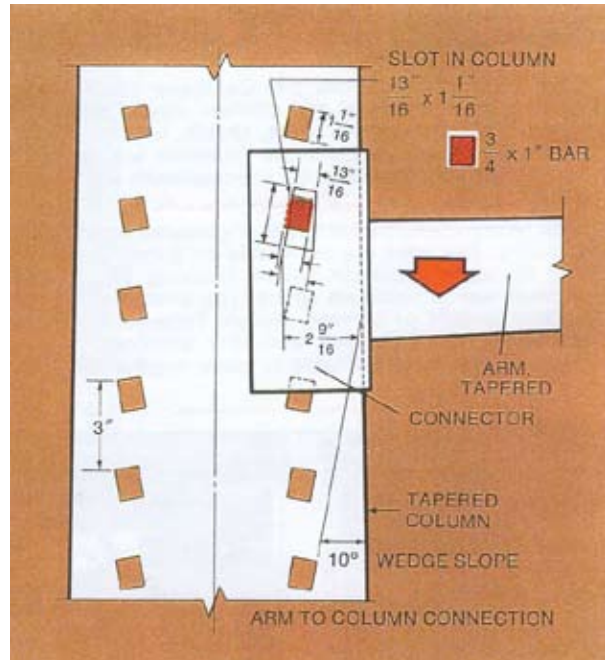 SLOT IN COLUMN
13"/16 x 1 1"/16
1 1"/16
3/4 x 1" BAR
13"/16
2 9"/16
ARM,
TAPERED
CONNECTOR
3"
TAPERED
COLUMN
10° WEDGE SLOPE
ARM TO COLUMN CONNECTION